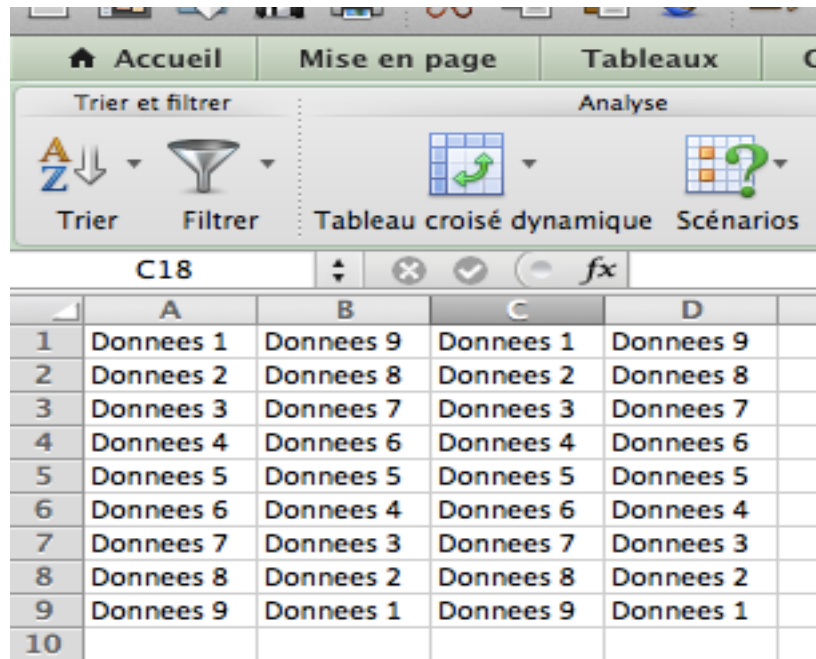 Accueil Mise en page Tableaux
Trier et filtrer Analyse
Trier Filtrer Tableau croisé dynamique Scénarios
C18 fx
A B C D
1 Donnees 1 Donnees 9 Donnees 1 Donnees 9
2 Donnees 2 Donnees 8 Donnees 2 Donnees 8
3 Donnees 3 Donnees 7 Donnees 3 Donnees 7
4 Donnees 4 Donnees 6 Donnees 4 Donnees 6
5 Donnees 5 Donnees 5 Donnees 5 Donnees 5
6 Donnees 6 Donnees 4 Donnees 6 Donnees 4
7 Donnees 7 Donnees 3 Donnees 7 Donnees 3
8 Donnees 8 Donnees 2 Donnees 8 Donnees 2
9 Donnees 9 Donnees 1 Donnees 9 Donnees 1
10